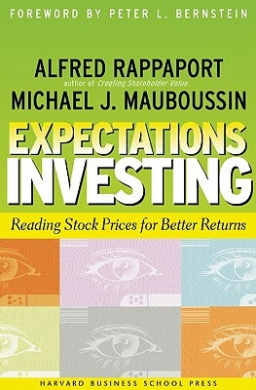 FOREWORD BY PETER L. BERNSTEIN
ALFRED RAPPAPORT
author of Creating Shareholder Value
MICHAEL J. MAUBOUSSIN
EXPECTATIONS
INVESTING
Reading Stock Prices for Better Returns
HARVARD BUSINESS SCHOOL PRESS